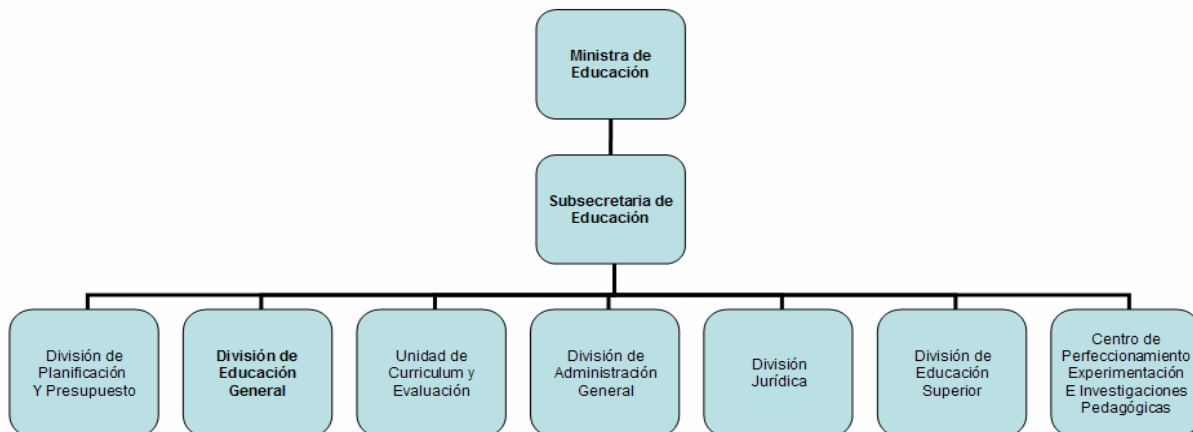 Ministra de
Educación
Subsecretaria de
Educación
División de
Planificación
Y Presupuesto
División de
Educación
General
Unidad de
Curriculum y
Evaluación
División de
Administración
General
División
Jurídica
División de
Educación
Superior
Centro de
Perfeccionamiento
Experimentación
E Investigaciones
Pedagógicas